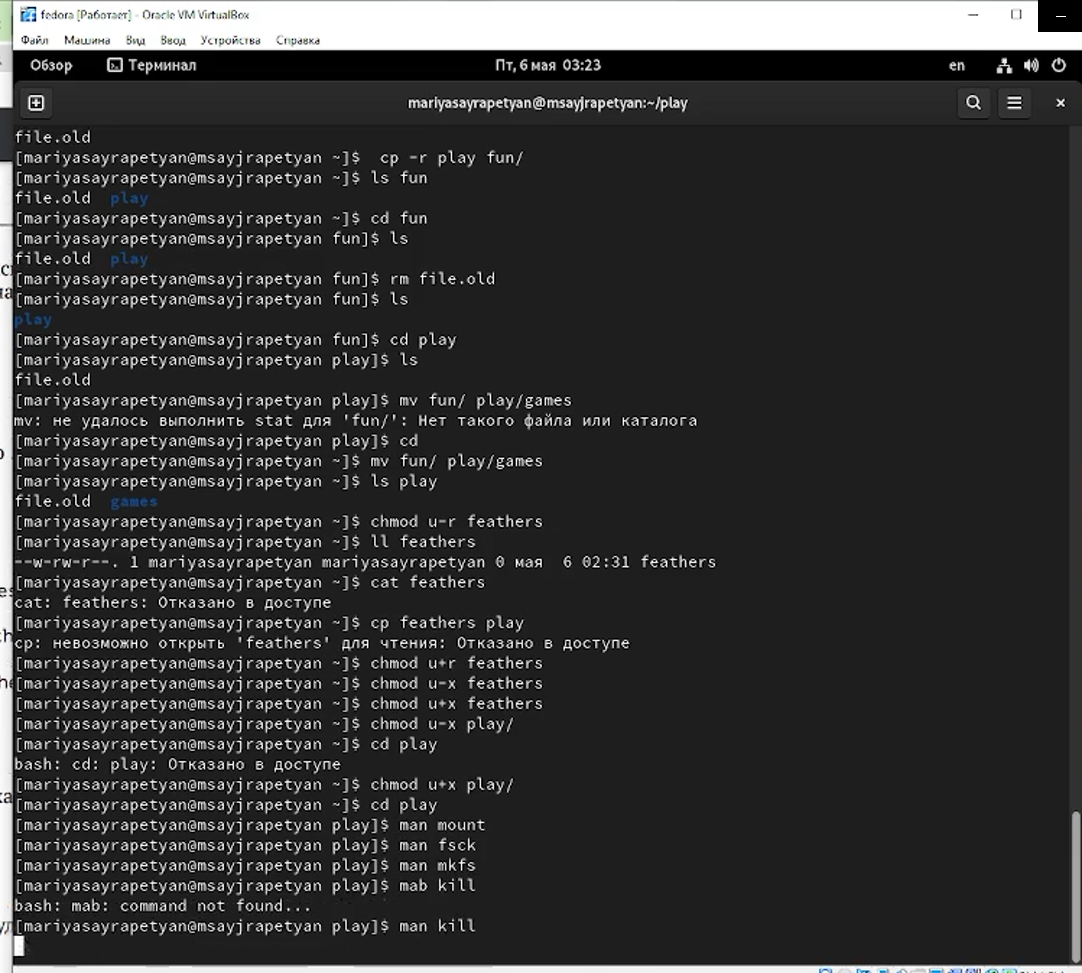 fedora [Работает] - Oracle VM VirtualBox
Файл Машина Вид Ввод Устройства Справка
Обзор Терминал Пт, 6 мая 03:23 en
mariyasayrapetyan@msayjrapetyan:~/play
file.old
[mariyasayrapetyan@msayjrapetyan ~]$  cp -r play fun/
[mariyasayrapetyan@msayjrapetyan ~]$ ls fun
file.old  play
[mariyasayrapetyan@msayjrapetyan ~]$ cd fun
[mariyasayrapetyan@msayjrapetyan fun]$ ls
file.old  play
[mariyasayrapetyan@msayjrapetyan fun]$ rm file.old
[mariyasayrapetyan@msayjrapetyan fun]$ ls
play
[mariyasayrapetyan@msayjrapetyan fun]$ cd play
[mariyasayrapetyan@msayjrapetyan play]$ ls
file.old
[mariyasayrapetyan@msayjrapetyan play]$ mv fun/ play/games
mv: не удалось выполнить stat для 'fun/': Нет такого файла или каталога
[mariyasayrapetyan@msayjrapetyan play]$ cd
[mariyasayrapetyan@msayjrapetyan ~]$ mv fun/ play/games
[mariyasayrapetyan@msayjrapetyan ~]$ ls play
file.old  games
[mariyasayrapetyan@msayjrapetyan ~]$ chmod u-r feathers
[mariyasayrapetyan@msayjrapetyan ~]$ ll feathers
--w-rw-r--. 1 mariyasayrapetyan mariyasayrapetyan 0 мая  6 02:31 feathers
[mariyasayrapetyan@msayjrapetyan ~]$ cat feathers
cat: feathers: Отказано в доступе
[mariyasayrapetyan@msayjrapetyan ~]$ cp feathers play
cp: невозможно открыть 'feathers' для чтения: Отказано в доступе
[mariyasayrapetyan@msayjrapetyan ~]$ chmod u+r feathers
[mariyasayrapetyan@msayjrapetyan ~]$ chmod u-x feathers
[mariyasayrapetyan@msayjrapetyan ~]$ chmod u+x feathers
[mariyasayrapetyan@msayjrapetyan ~]$ chmod u-x play/
[mariyasayrapetyan@msayjrapetyan ~]$ cd play
bash: cd: play: Отказано в доступе
[mariyasayrapetyan@msayjrapetyan ~]$ chmod u+x play/
[mariyasayrapetyan@msayjrapetyan ~]$ cd play
[mariyasayrapetyan@msayjrapetyan play]$ man mount
[mariyasayrapetyan@msayjrapetyan play]$ man fsck
[mariyasayrapetyan@msayjrapetyan play]$ man mkfs
[mariyasayrapetyan@msayjrapetyan play]$ mab kill
bash: mab: command not found...
[mariyasayrapetyan@msayjrapetyan play]$ man kill